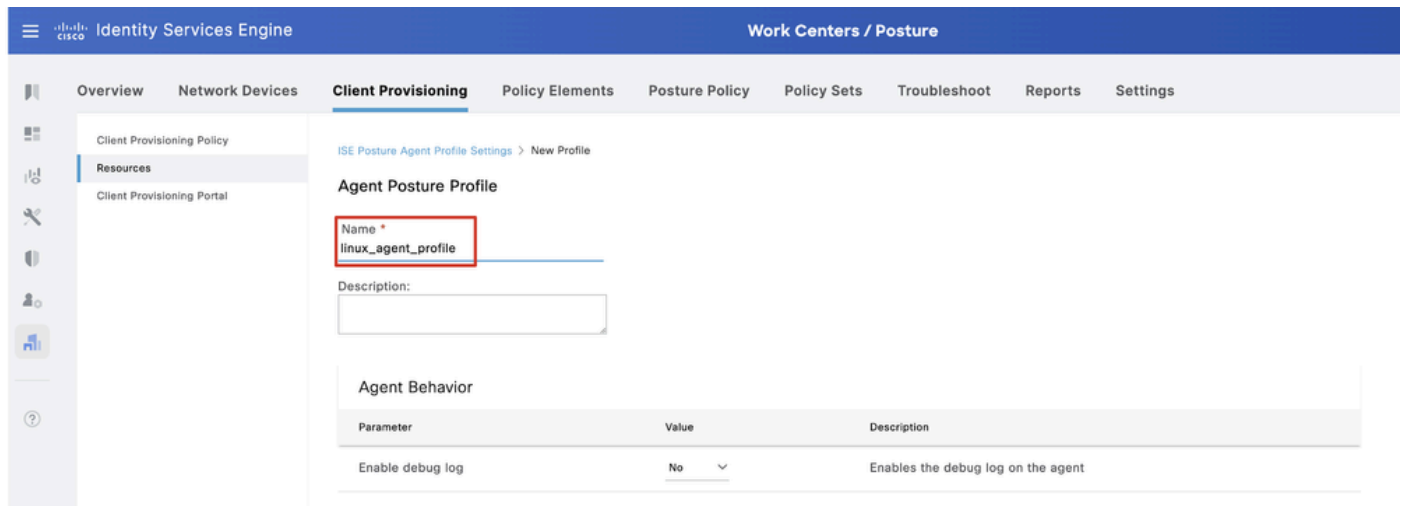 cisco Identity Services Engine
Work Centers / Posture
Overview Network Devices Client Provisioning Policy Elements Posture Policy Policy Sets Troubleshoot Reports Settings
Client Provisioning Policy
Resources
Client Provisioning Portal
ISE Posture Agent Profile Settings > New Profile
Agent Posture Profile
Name *
linux_agent_profile
Description:
Agent Behavior
Parameter Value Description
Enable debug log No Enables the debug log on the agent
?